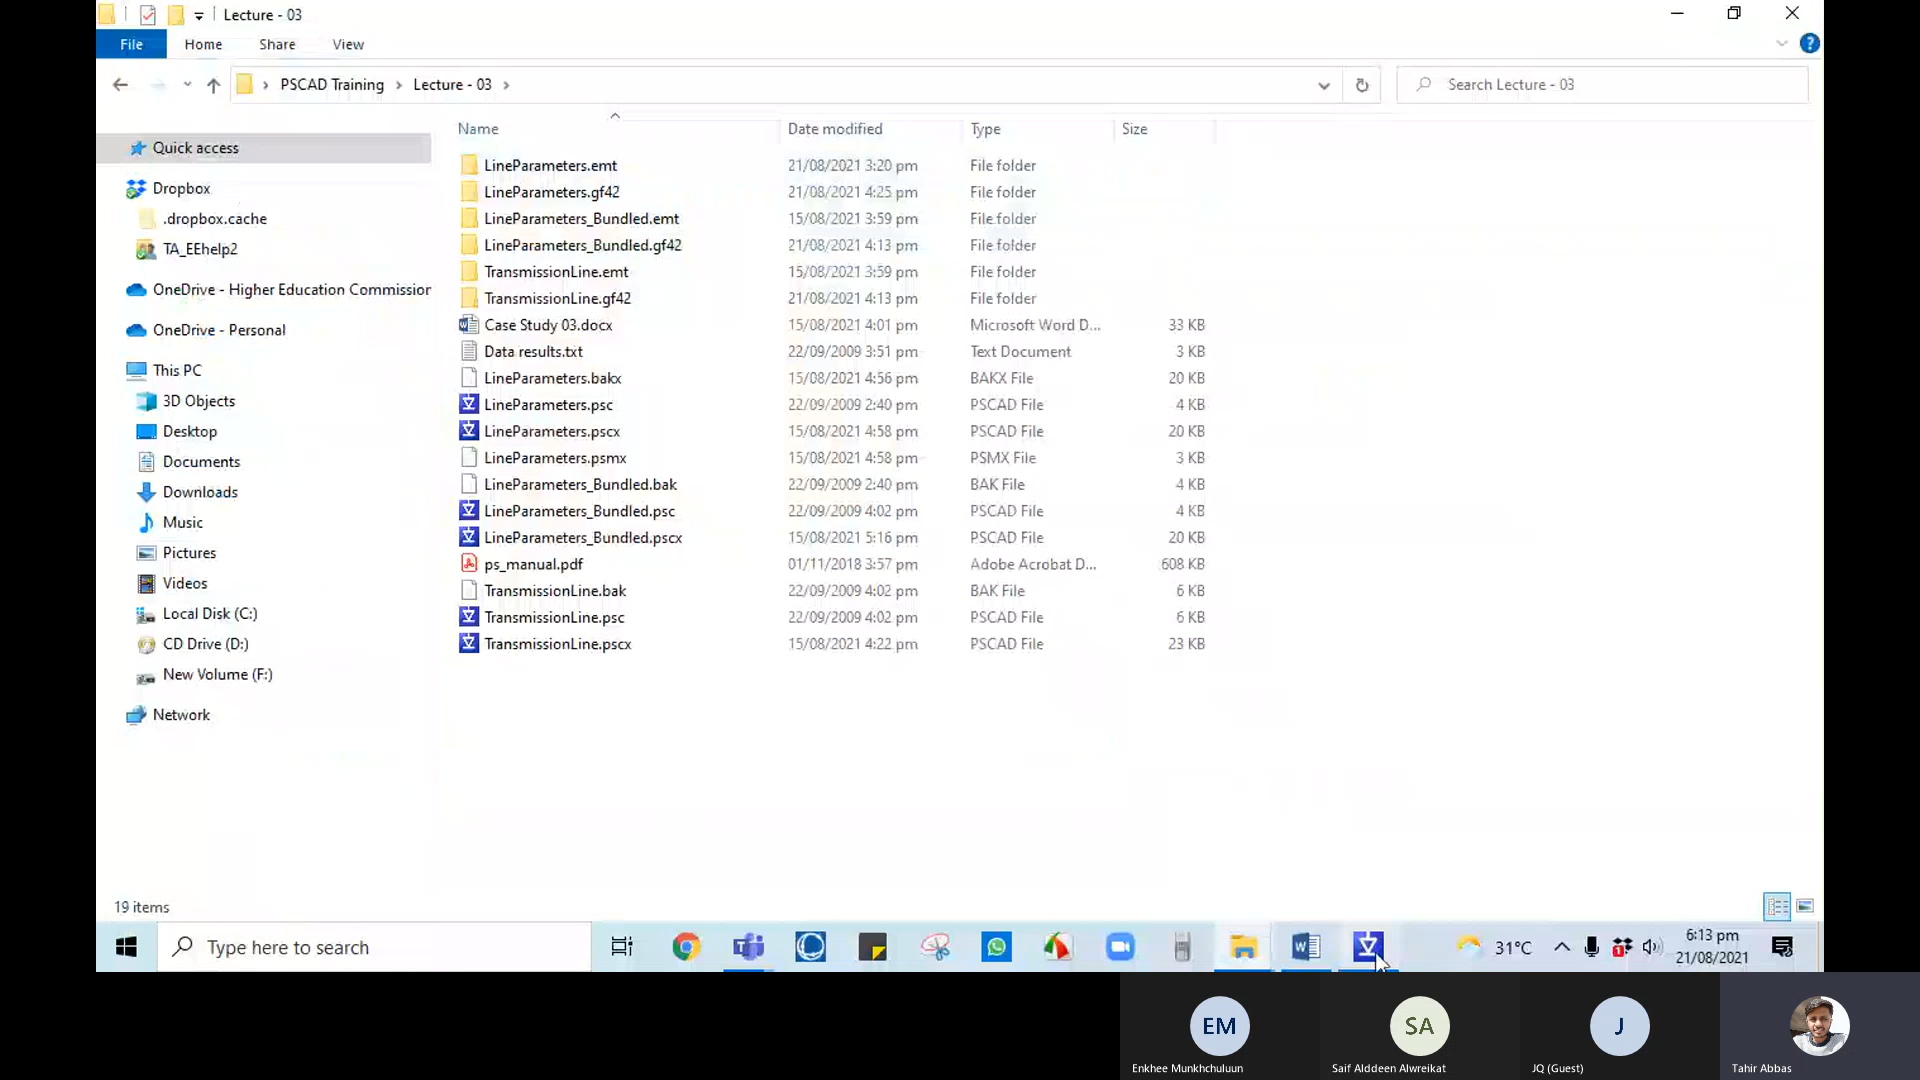 Lecture - 03
File Home Share View
PSCAD Training Lecture - 03 Search Lecture - 03
Name Date modified Type Size
Quick access
Dropbox
.dropbox.cache
TA_EEhelp2
OneDrive - Higher Education Commission
OneDrive - Personal
This PC
3D Objects
Desktop
Documents
Downloads
Music
Pictures
Videos
Local Disk (C:)
CD Drive (D:)
New Volume (F:)
Network
LineParameters.emt 21/08/2021 3:20 pm File folder
LineParameters.gf42 21/08/2021 4:25 pm File folder
LineParameters_Bundled.emt 15/08/2021 3:59 pm File folder
LineParameters_Bundled.gf42 21/08/2021 4:13 pm File folder
TransmissionLine.emt 15/08/2021 3:59 pm File folder
TransmissionLine.gf42 21/08/2021 4:13 pm File folder
Case Study 03.docx 15/08/2021 4:01 pm Microsoft Word D... 33 KB
Data results.txt 22/09/2009 3:51 pm Text Document 3 KB
LineParameters.bakx 15/08/2021 4:56 pm BAKX File 20 KB
LineParameters.psc 22/09/2009 2:40 pm PSCAD File 4 KB
LineParameters.pscx 15/08/2021 4:58 pm PSCAD File 20 KB
LineParameters.psmx 15/08/2021 4:58 pm PSMX File 3 KB
LineParameters_Bundled.bak 22/09/2009 2:40 pm BAK File 4 KB
LineParameters_Bundled.psc 22/09/2009 4:02 pm PSCAD File 4 KB
LineParameters_Bundled.pscx 15/08/2021 5:16 pm PSCAD File 20 KB
ps_manual.pdf 01/11/2018 3:57 pm Adobe Acrobat D... 608 KB
TransmissionLine.bak 22/09/2009 4:02 pm BAK File 6 KB
TransmissionLine.psc 22/09/2009 4:02 pm PSCAD File 6 KB
TransmissionLine.pscx 15/08/2021 4:22 pm PSCAD File 23 KB
19 items
Type here to search 31°C 6:13 pm
21/08/2021
EM SA J
Enkhee Munkhchuluun Saif Alddeen Alwreikat JQ (Guest) Tahir Abbas